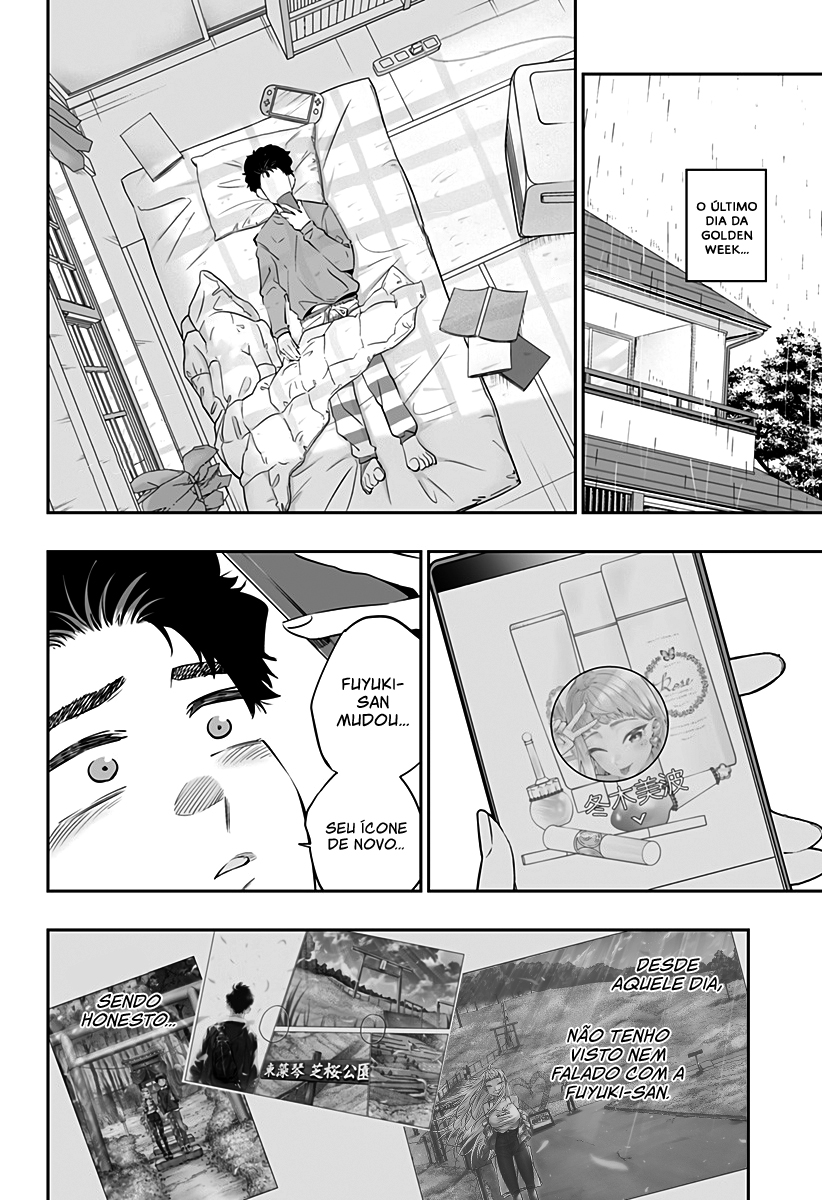 O ÚLTIMO
DIA DA
GOLDEN
WEEK...
Rose
冬木美波
FUYUKI-
SAN
MUDOU...
SEU ÍCONE
DE NOVO...
DESDE
AQUELE DIA,
NÃO TENHO
VISTO NEM
FALADO COM A
FUYUKI-SAN.
SENDO
HONESTO...
東藻琴 芝桜公園